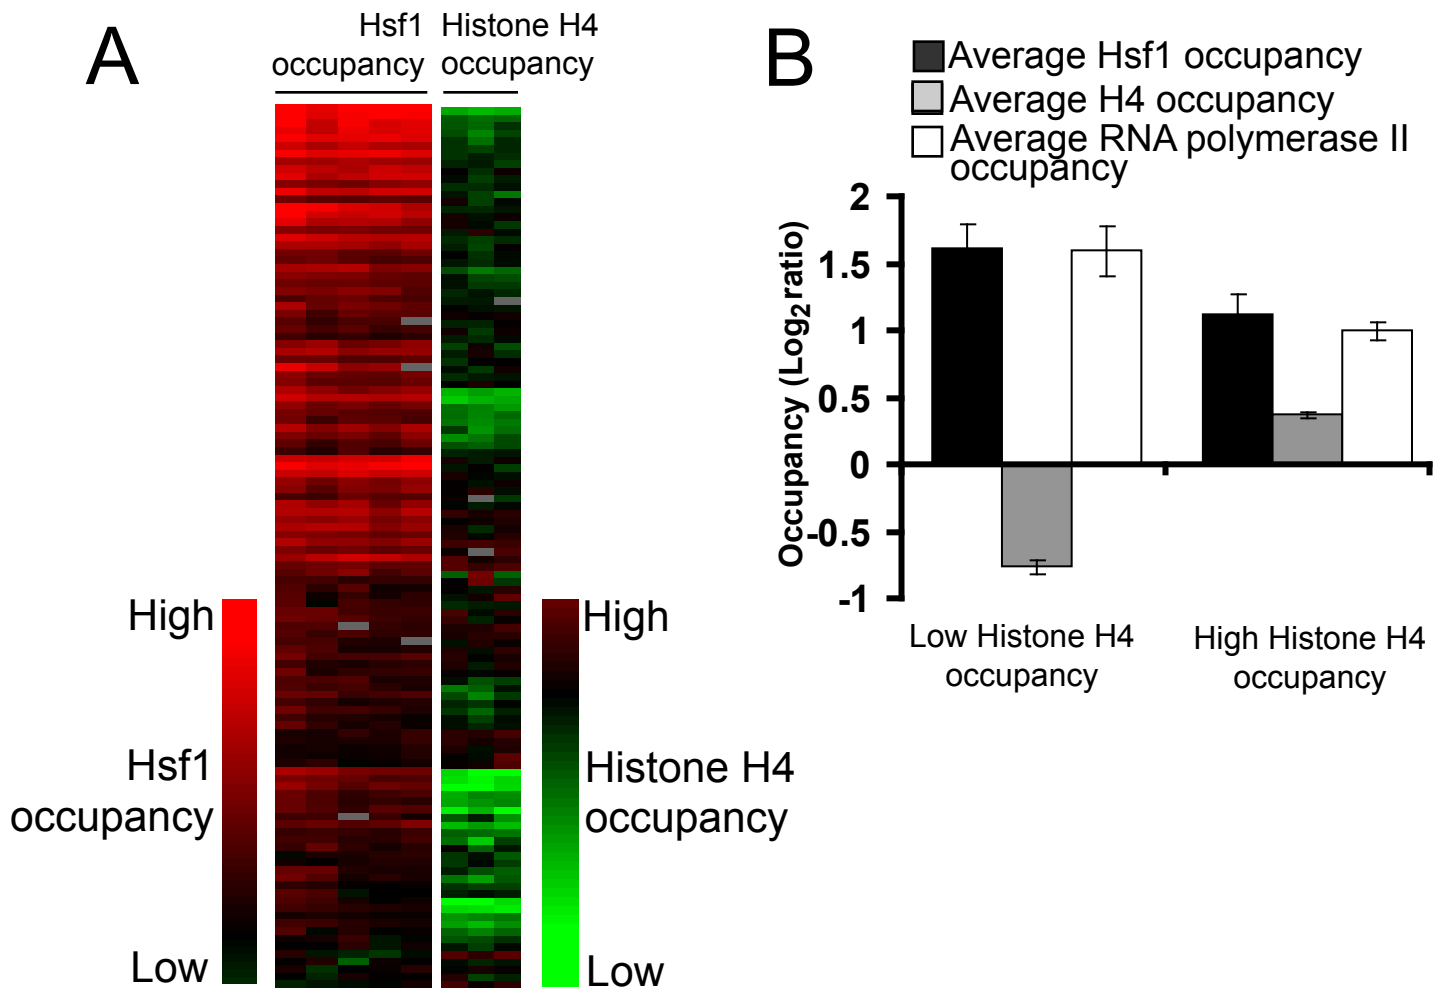 A
Hsf1
occupancy
Histone H4
occupancy
High
Hsf1
occupancy
Low
High
Histone H4
occupancy
Low
B
Average Hsf1 occupancy
Average H4 occupancy
Average RNA polymerase II
occupancy
Occupancy (Log2 ratio)
2
1.5
1
0.5
0
-0.5
-1
Low Histone H4
occupancy
High Histone H4
occupancy